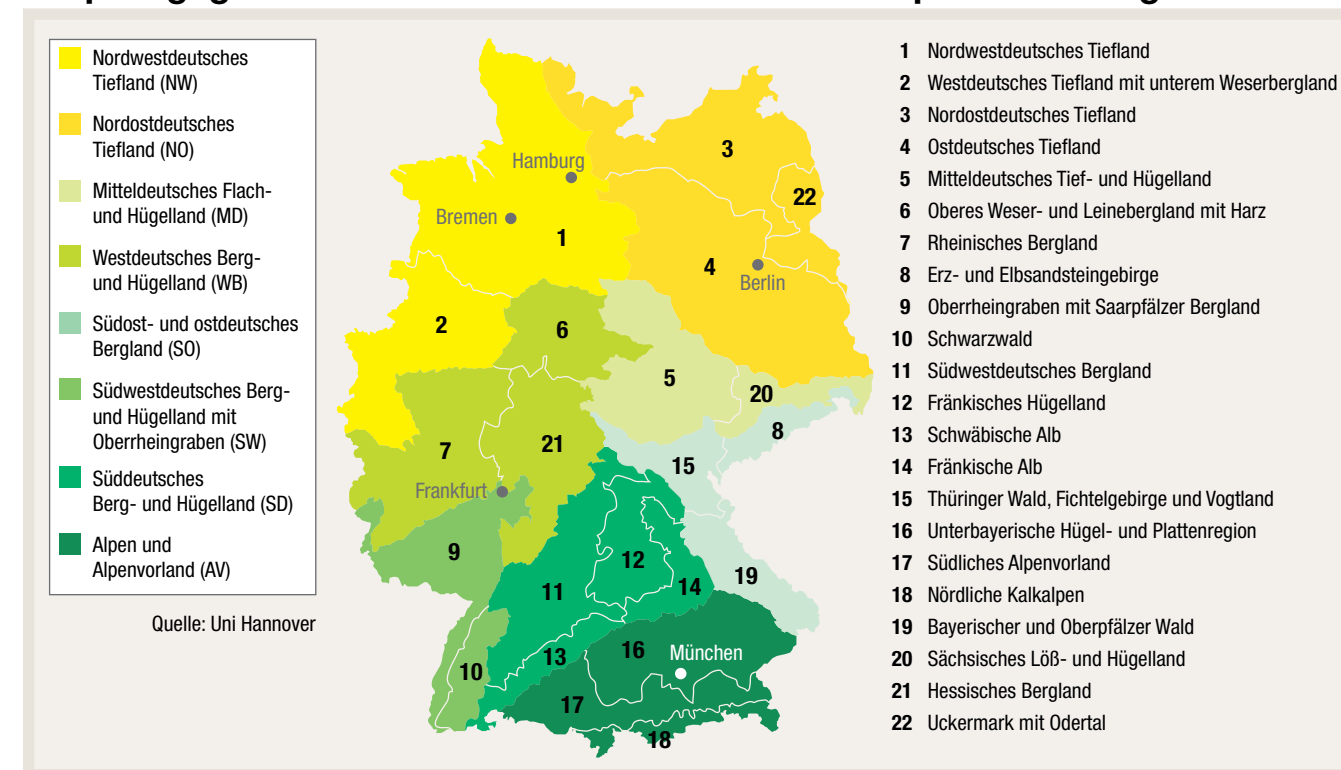 Nordwestdeutsches
Tiefland (NW)
Nordostdeutsches
Tiefland (NO)
Mitteldeutsches Flach-
und Hügelland (MD)
Westdeutsches Berg-
und Hügelland (WB)
Südost- und ostdeutsches
Bergland (SO)
Südwestdeutsches Berg-
und Hügelland mit
Oberrheingraben (SW)
Süddeutsches
Berg- und Hügelland (SD)
Alpen und
Alpenvorland (AV)
Quelle: Uni Hannover
3
Hamburg
22
Bremen
1
4
Berlin
2
6
5
20
8
7
21
15
Frankfurt
9
12
19
11
14
16
München
13
10
17
18
1 Nordwestdeutsches Tiefland
2 Westdeutsches Tiefland mit unterem Weserbergland
3 Nordostdeutsches Tiefland
4 Ostdeutsches Tiefland
5 Mitteldeutsches Tief- und Hügelland
6 Oberes Weser- und Leinebergland mit Harz
7 Rheinisches Bergland
8 Erz- und Elbsandsteingebirge
9 Oberrheingraben mit Saarpfälzer Bergland
10 Schwarzwald
11 Südwestdeutsches Bergland
12 Fränkisches Hügelland
13 Schwäbische Alb
14 Fränkische Alb
15 Thüringer Wald, Fichtelgebirge und Vogtland
16 Unterbayerische Hügel- und Plattenregion
17 Südliches Alpenvorland
18 Nördliche Kalkalpen
19 Bayerischer und Oberpfälzer Wald
20 Sächsisches Löß- und Hügelland
21 Hessisches Bergland
22 Uckermark mit Odertal